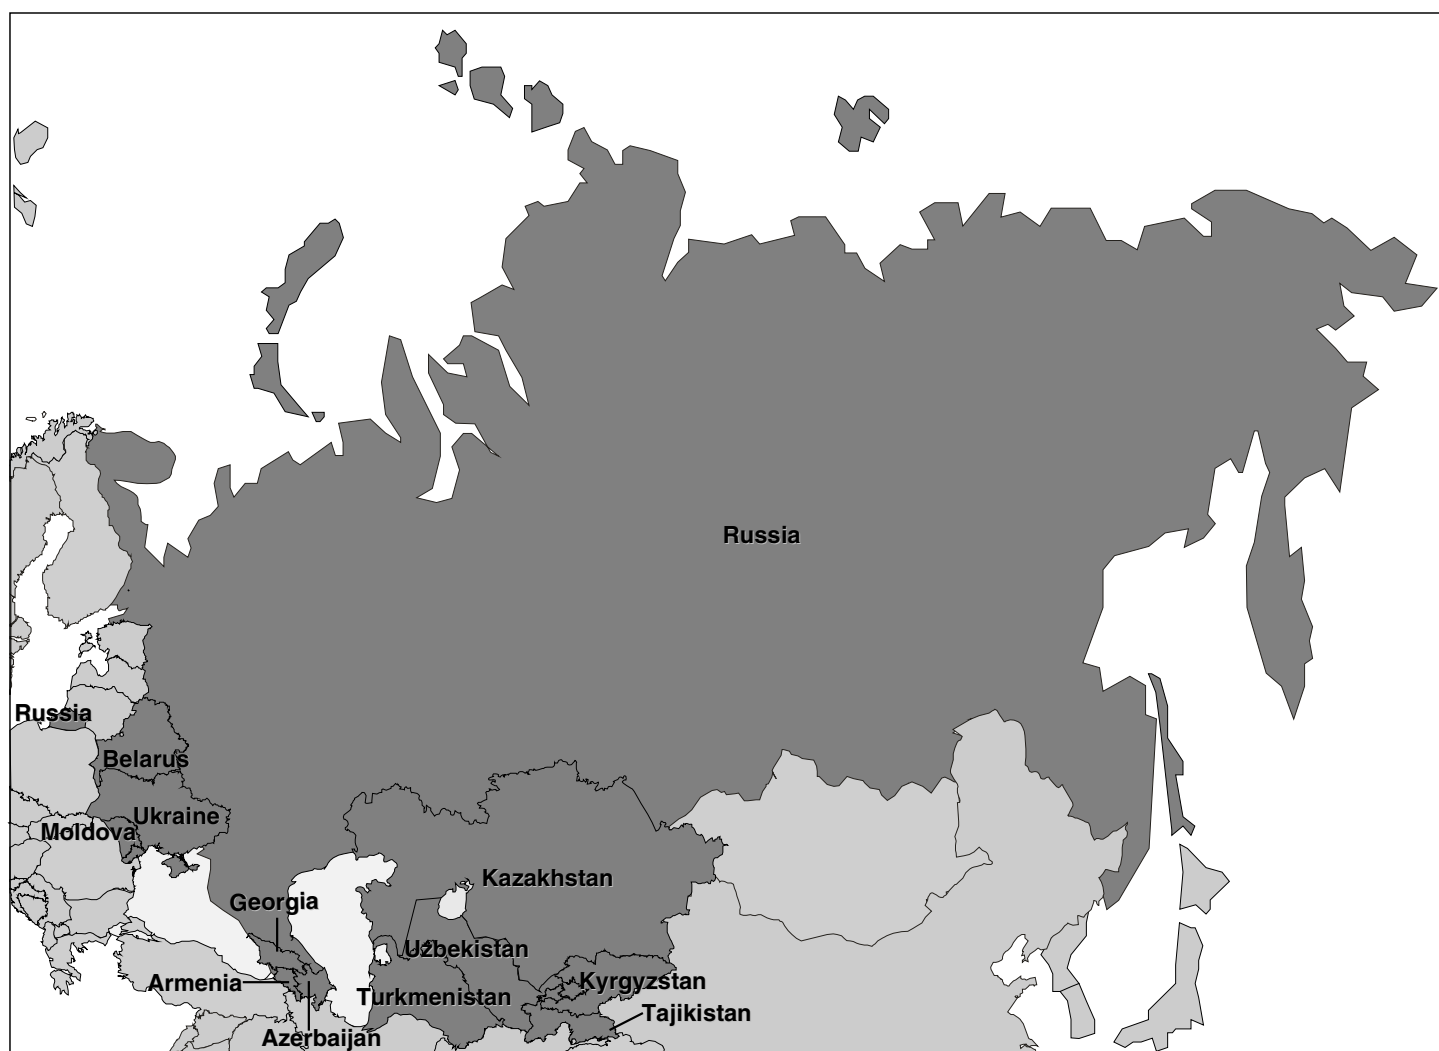 Russia
Russia
Belarus
Ukraine
Moldova
Kazakhstan
Georgia
Uzbekistan
Armenia
Kyrgyzstan
Turkmenistan
Tajikistan
Azerbaijan